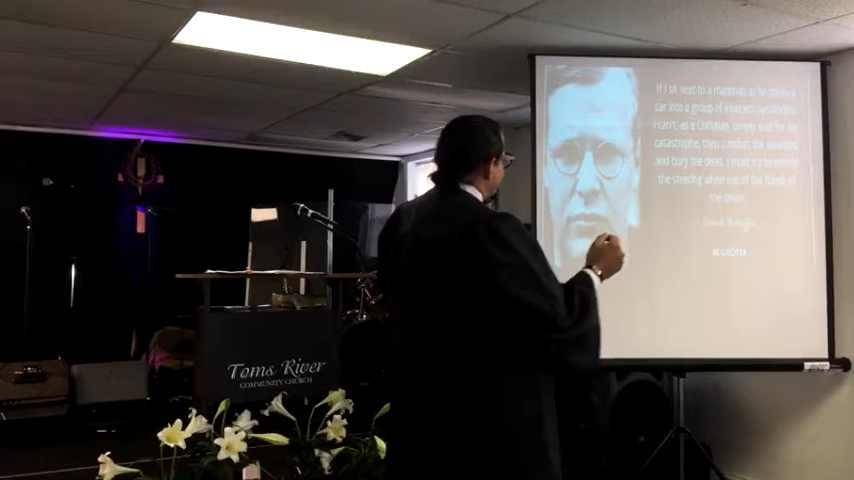 If I sit next to a madman as he drives a
car into a group of innocent bystanders,
I can't, as a Christian, simply wait for the
catastrophe, then comfort the wounded
and bury the dead. I must try to wrestle
the steering wheel out of the hands of
the driver.
Toms River
COMMUNITY CHURCH